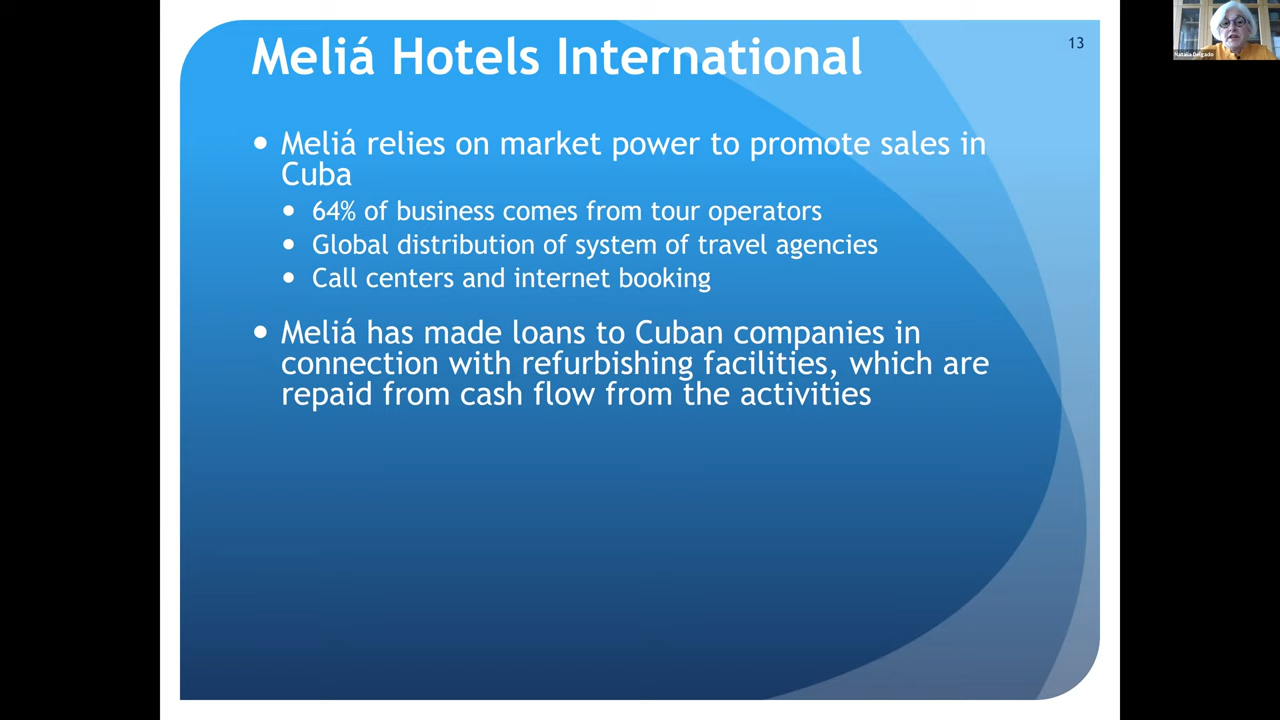 Meliá Hotels International
13
Natalia Delgado
• Meliá relies on market power to promote sales in
Cuba
• 64% of business comes from tour operators
• Global distribution of system of travel agencies
• Call centers and internet booking
• Meliá has made loans to Cuban companies in
connection with refurbishing facilities, which are
repaid from cash flow from the activities